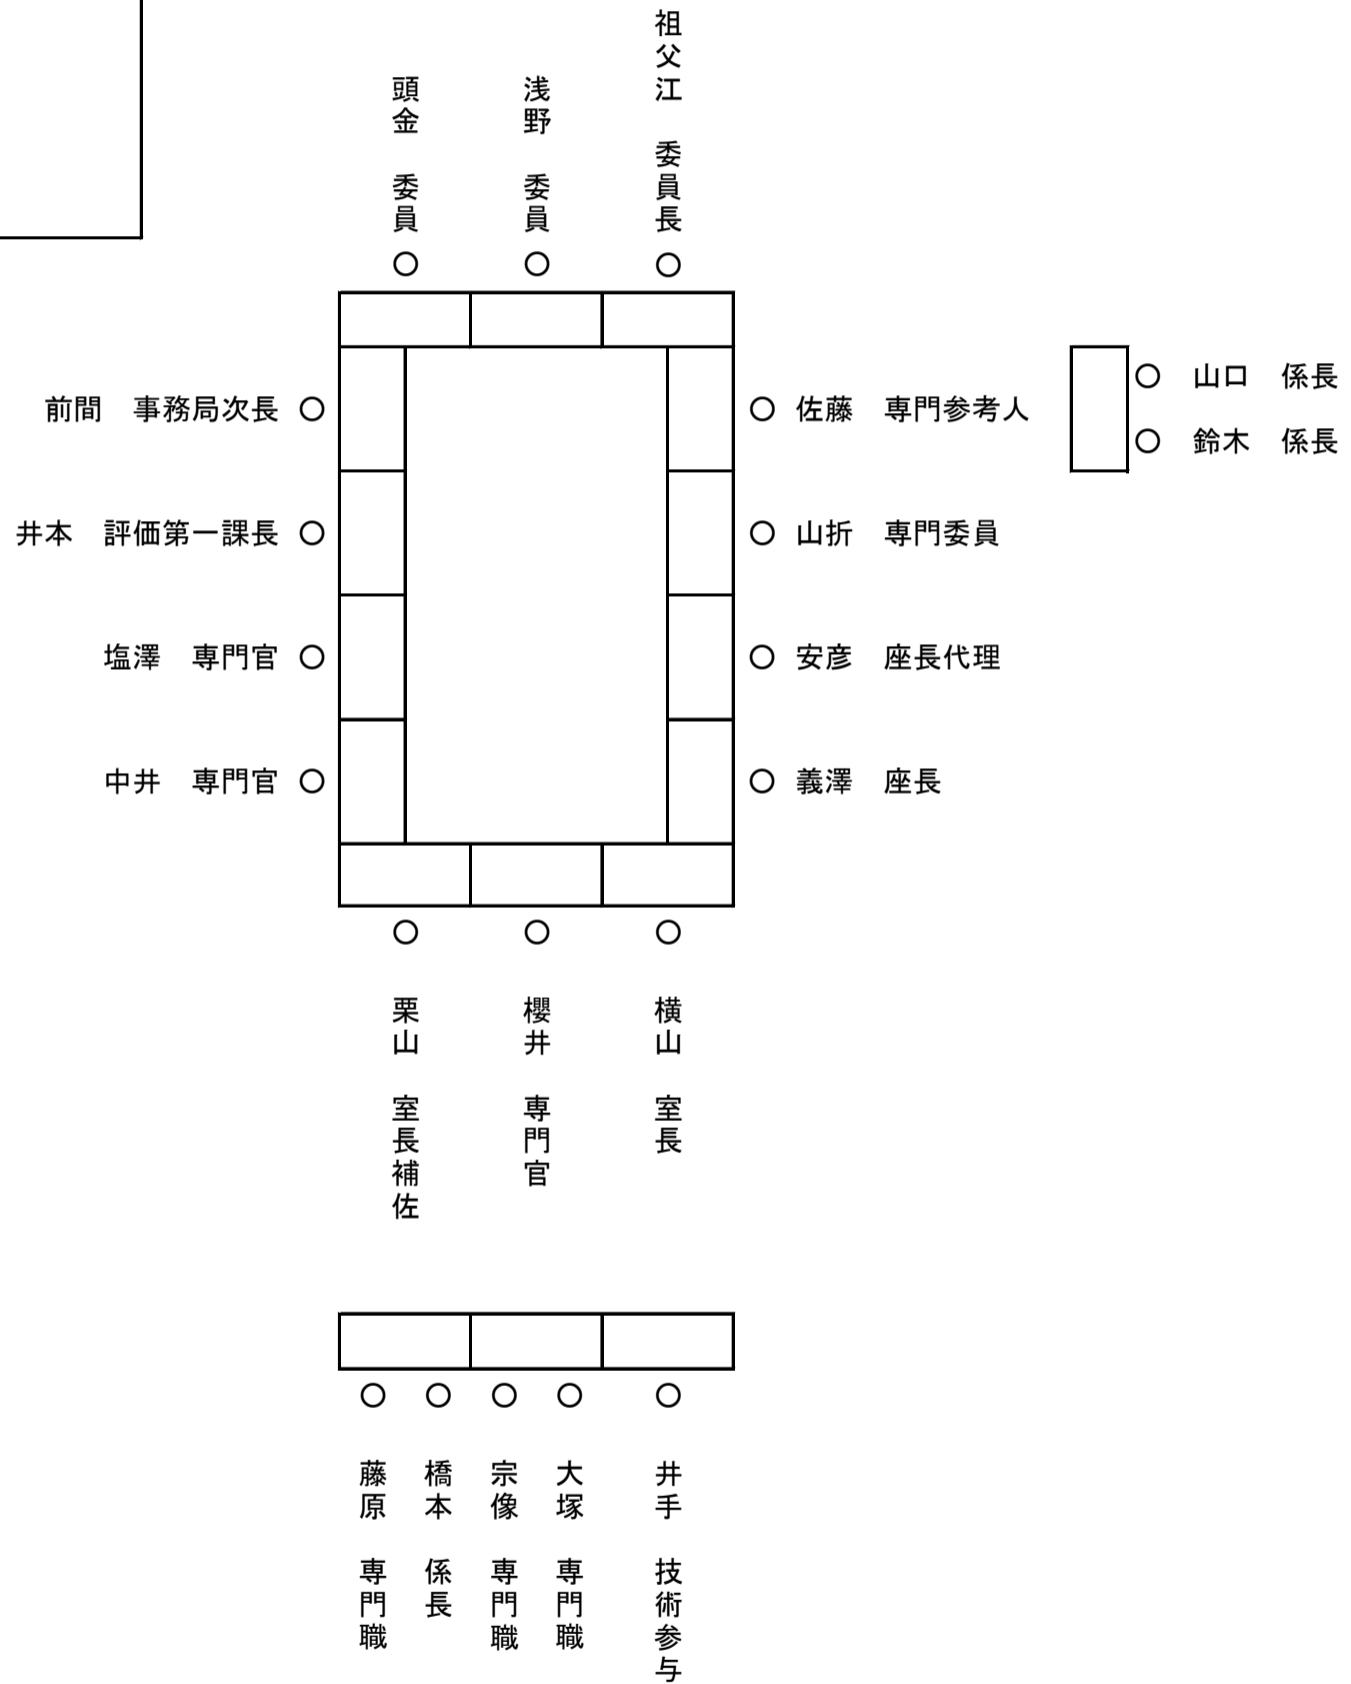 頭金　委員
浅野　委員
祖父江　委員長
前間　事務局次長
佐藤　専門参考人
山口　係長
鈴木　係長
井本　評価第一課長
山折　専門委員
塩澤　専門官
安彦　座長代理
中井　専門官
義澤　座長
栗山　室長補佐
櫻井　専門官
横山　室長
藤原　専門職
橋本　係長
宗像　専門職
大塚　専門職
井手　技術参与